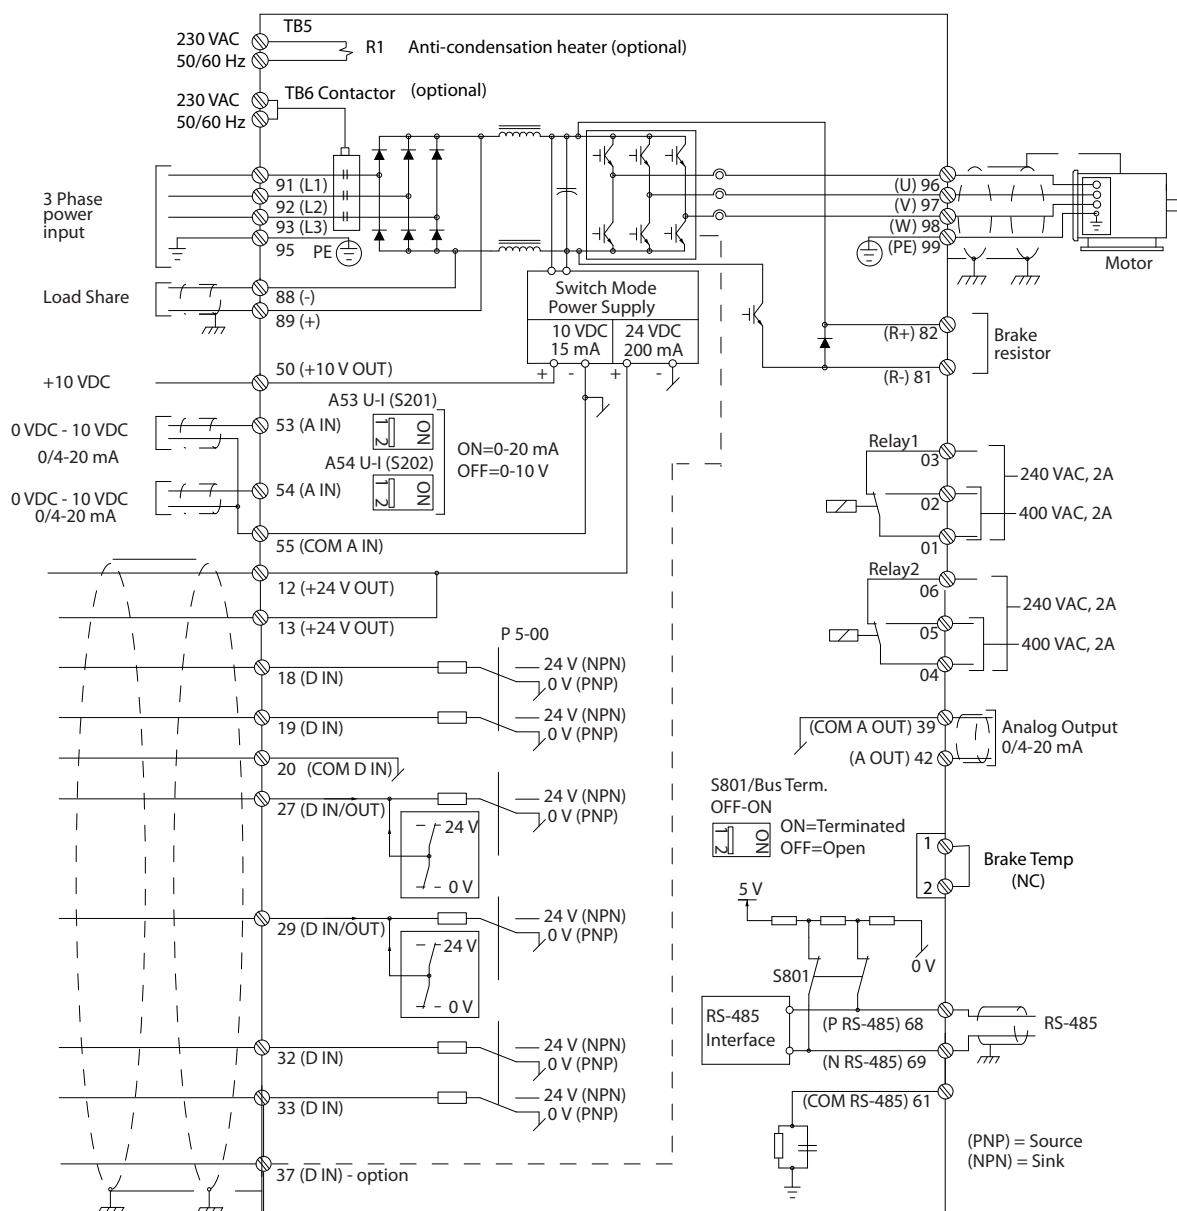 TB5
230 VAC
50/60 Hz
R1
Anti-condensation heater (optional)
230 VAC
50/60 Hz
TB6 Contactor
(optional)
3 Phase
power
input
91 (L1)
92 (L2)
93 (L3)
95
PE
Load Share
88 (-)
89 (+)
Switch Mode
Power Supply
10 VDC
15 mA
24 VDC
200 mA
+
-
+
-
(U) 96
(V) 97
(W) 98
(PE) 99
Motor
(R+) 82
(R-) 81
Brake
resistor
+10 VDC
50 (+10 V OUT)
0 VDC - 10 VDC
0/4-20 mA
53 (A IN)
A53 U-I (S201)
1 2
ON
A54 U-I (S202)
1 2
ON
ON=0-20 mA
OFF=0-10 V
0 VDC - 10 VDC
0/4-20 mA
54 (A IN)
55 (COM A IN)
12 (+24 V OUT)
13 (+24 V OUT)
P 5-00
18 (D IN)
24 V (NPN)
0 V (PNP)
19 (D IN)
24 V (NPN)
0 V (PNP)
20 (COM D IN)
27 (D IN/OUT)
24 V (NPN)
0 V (PNP)
24 V
0 V
29 (D IN/OUT)
24 V (NPN)
0 V (PNP)
24 V
0 V
32 (D IN)
24 V (NPN)
0 V (PNP)
33 (D IN)
24 V (NPN)
0 V (PNP)
37 (D IN) - option
Relay1
03
02
01
240 VAC, 2A
400 VAC, 2A
Relay2
06
05
04
240 VAC, 2A
400 VAC, 2A
(COM A OUT) 39
(A OUT) 42
Analog Output
0/4-20 mA
S801/Bus Term.
OFF-ON
1 2
ON
ON=Terminated
OFF=Open
1
2
Brake Temp
(NC)
5 V
0 V
S801
RS-485
Interface
(P RS-485) 68
(N RS-485) 69
RS-485
(COM RS-485) 61
(PNP) = Source
(NPN) = Sink